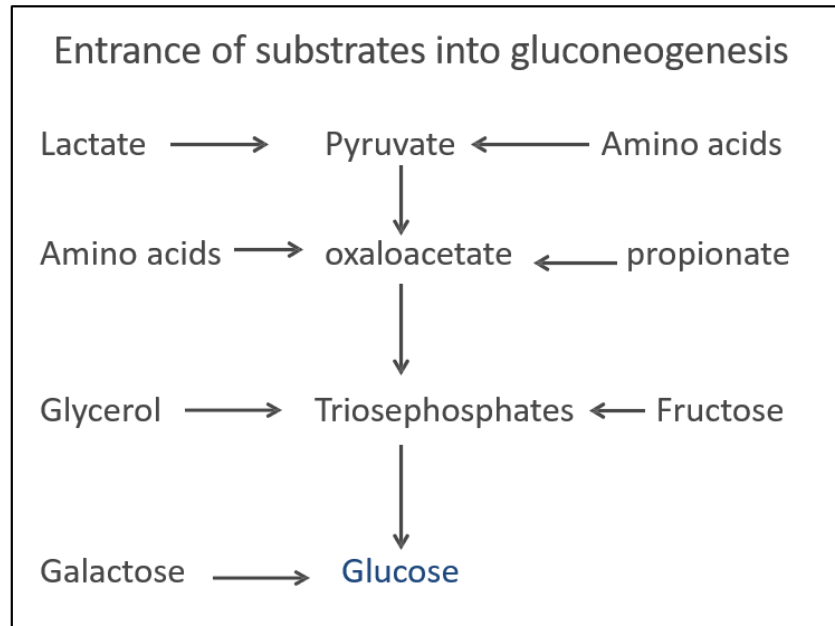 Entrance of substrates into gluconeogenesis
Lactate Pyruvate Amino acids
Amino acids oxaloacetate propionate
Glycerol Triosephosphates Fructose
Galactose Glucose